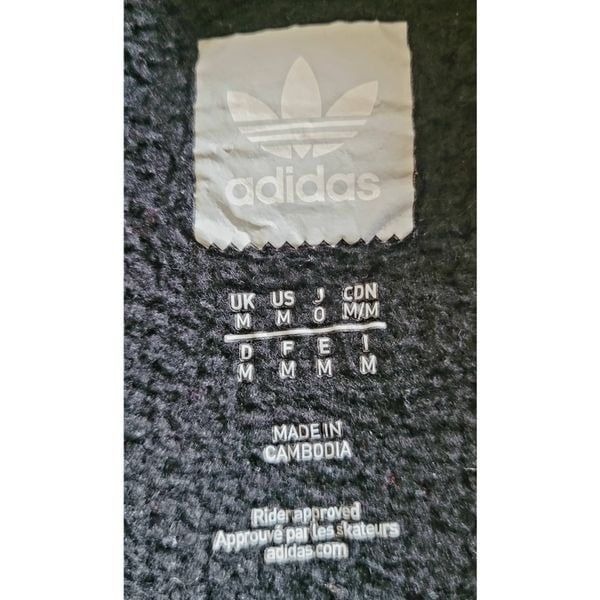 adidas
UK US J CDN
M M O M/M
D F E I
M M M M
MADE IN
CAMBODIA
Rider approved
Approuvé par les skateurs
adidas.com